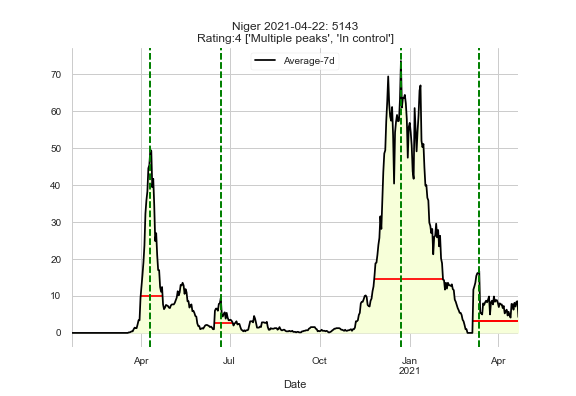 Niger 2021-04-22: 5143
Rating:4 ['Multiple peaks', 'In control']
Average-7d
70
60
50
40
30
20
10
0
Apr
Jul
Oct
Jan
2021
Apr
Date